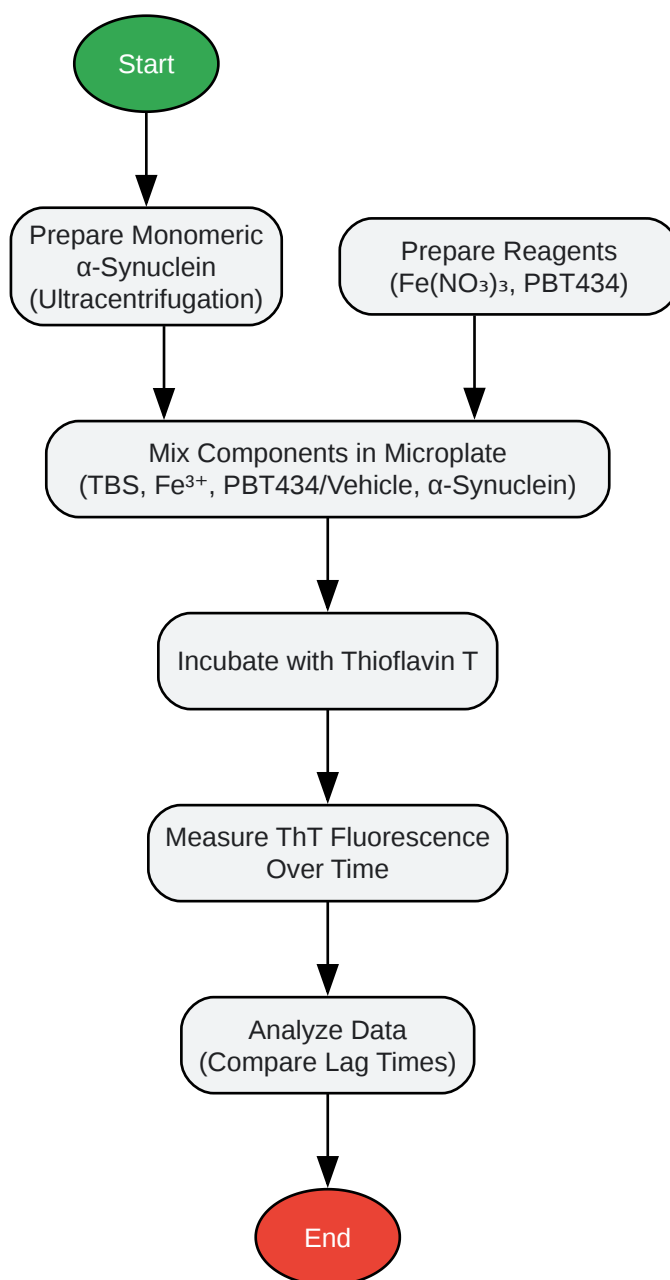 Start
Prepare Monomeric
α-Synuclein
(Ultracentrifugation)
Prepare Reagents
(Fe(NO₃)₃, PBT434)
Mix Components in Microplate
(TBS, Fe³⁺, PBT434/Vehicle, α-Synuclein)
Incubate with Thioflavin T
Measure ThT Fluorescence
Over Time
Analyze Data
(Compare Lag Times)
End